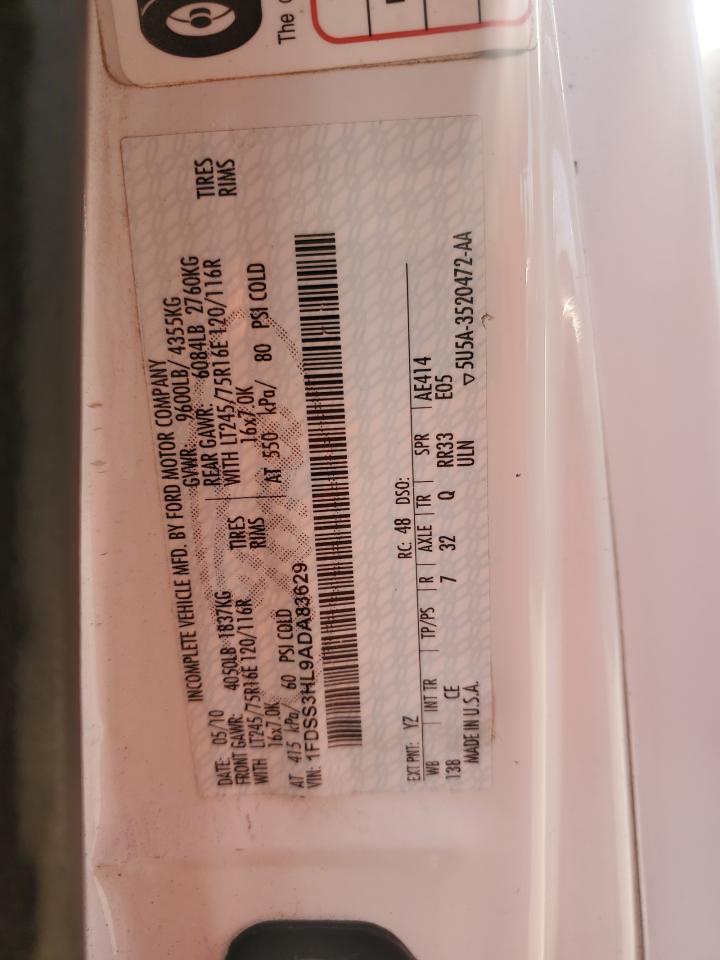 The
INCOMPLETE VEHICLE MFD. BY FORD MOTOR COMPANY
DATE: 05/10 GVWR: 9600LB/ 4355KG
FRONT GAWR: 4050LB 1837KG REAR GAWR: 6084LB 2760KG
WITH LT245/75R16E 120/116R TIRES WITH LT245/75R16E 120/116R TIRES
16x7.0K RIMS 16x7.0K RIMS
AT 415 kPa/ 60 PSI COLD AT 550 kPa/ 80 PSI COLD
VIN: 1FDSS3HL9ADA83629
EXT PNT: YZ RC: 48 DSO:
WB INT TR TP/PS R AXLE TR SPR AE414
138 CE 7 32 Q RR33 E05
MADE IN U.S.A. ULN ▽5U5A-3520472-AA